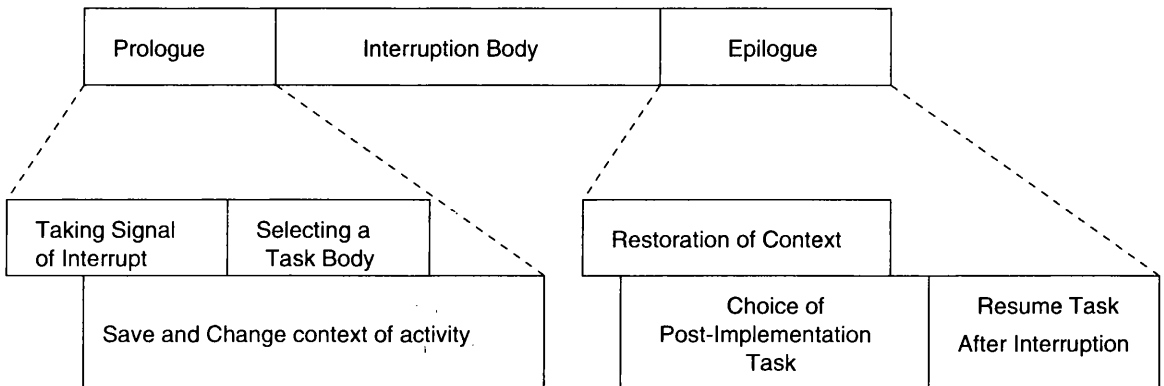 Prologue
Interruption Body
Epilogue
Taking Signal
of Interrupt
Selecting a
Task Body
Restoration of Context
Save and Change context of activity
Choice of
Post-Implementation
Task
Resume Task
After Interruption